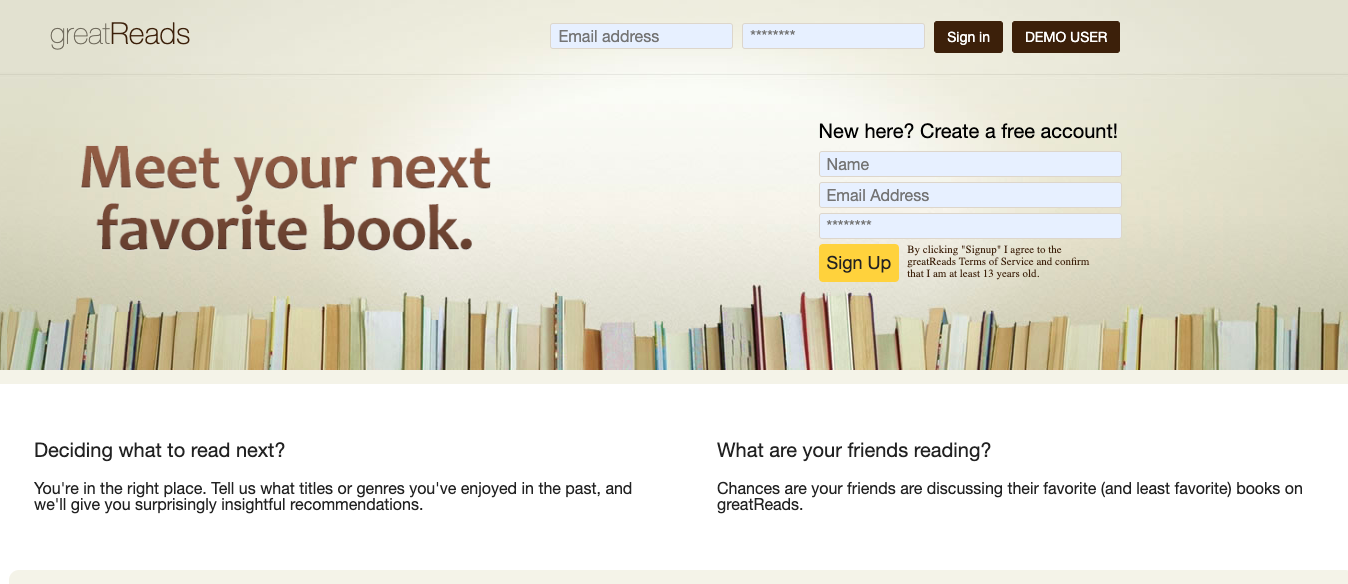 greatReads
Email address
********
Sign in
DEMO USER
Meet your next
favorite book.
New here? Create a free account!
Name
Email Address
********
Sign Up
By clicking "Signup" I agree to the
greatReads Terms of Service and confirm
that I am at least 13 years old.
Deciding what to read next?
You're in the right place. Tell us what titles or genres you've enjoyed in the past, and
we'll give you surprisingly insightful recommendations.
What are your friends reading?
Chances are your friends are discussing their favorite (and least favorite) books on
greatReads.